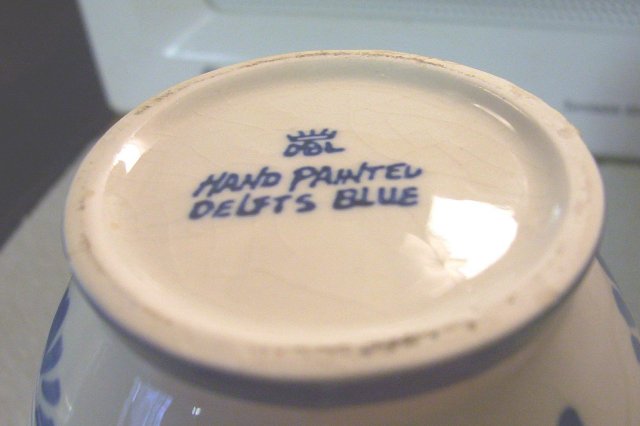 DBL
HAND PAINTED
DELFTS BLUE